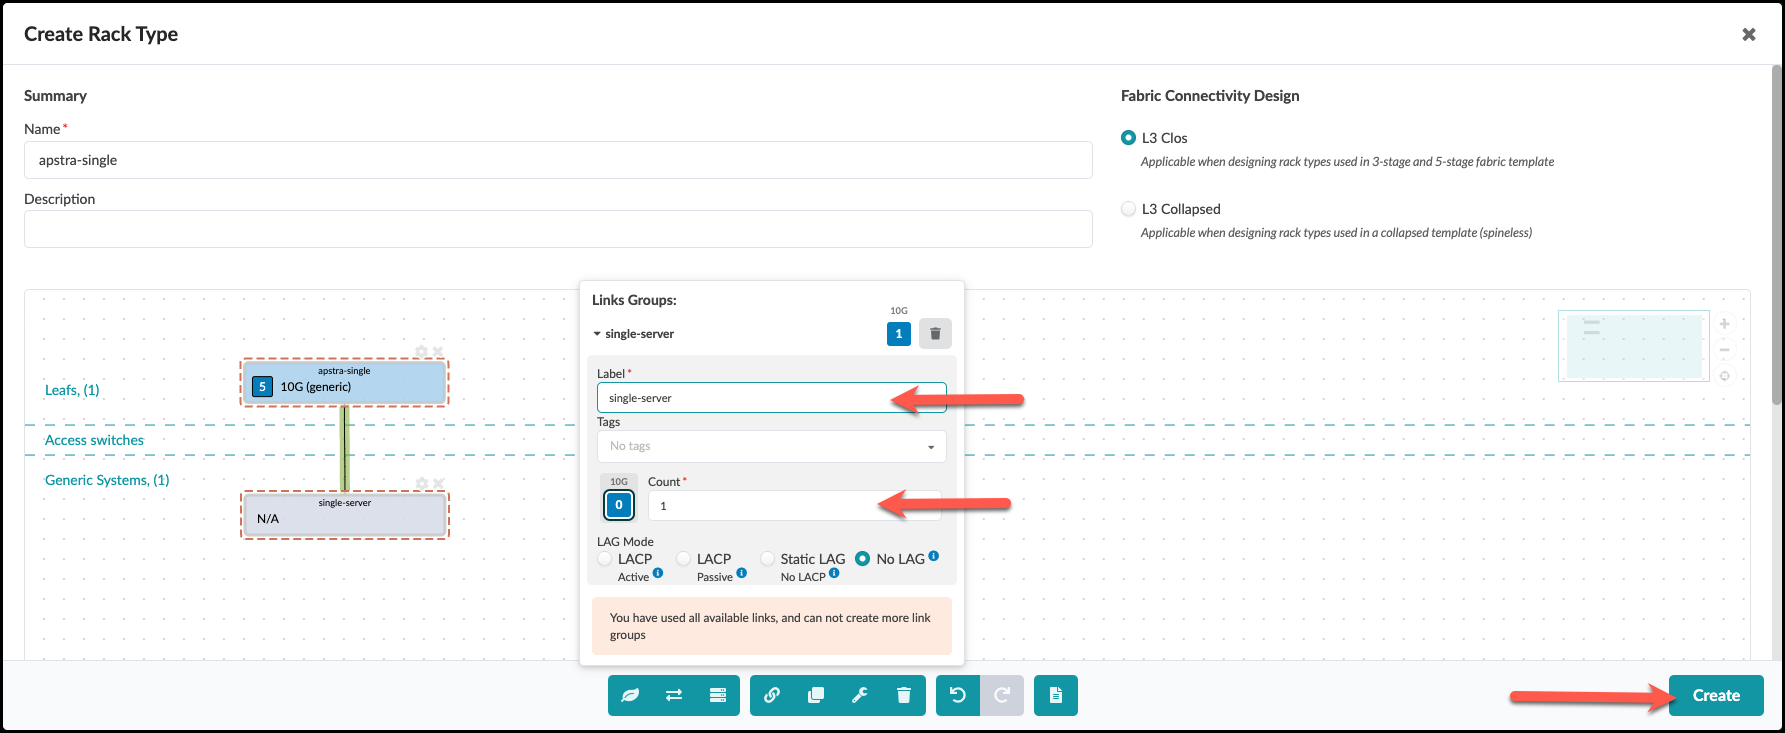 Create Rack Type
Summary
Name*
apstra-single
Description
Fabric Connectivity Design
L3 Clos
Applicable when designing rack types used in 3-stage and 5-stage fabric template
L3 Collapsed
Applicable when designing rack types used in a collapsed template (spineless)
Leafs, (1)
apstra-single
5 10G (generic)
Access switches
Generic Systems, (1)
single-server
N/A
Links Groups:
10G
single-server 1
Label*
single-server
Tags
No tags
10G Count*
0 1
LAG Mode
LACP LACP Static LAG No LAG
Active Passive No LACP
You have used all available links, and can not create more link
groups
Create